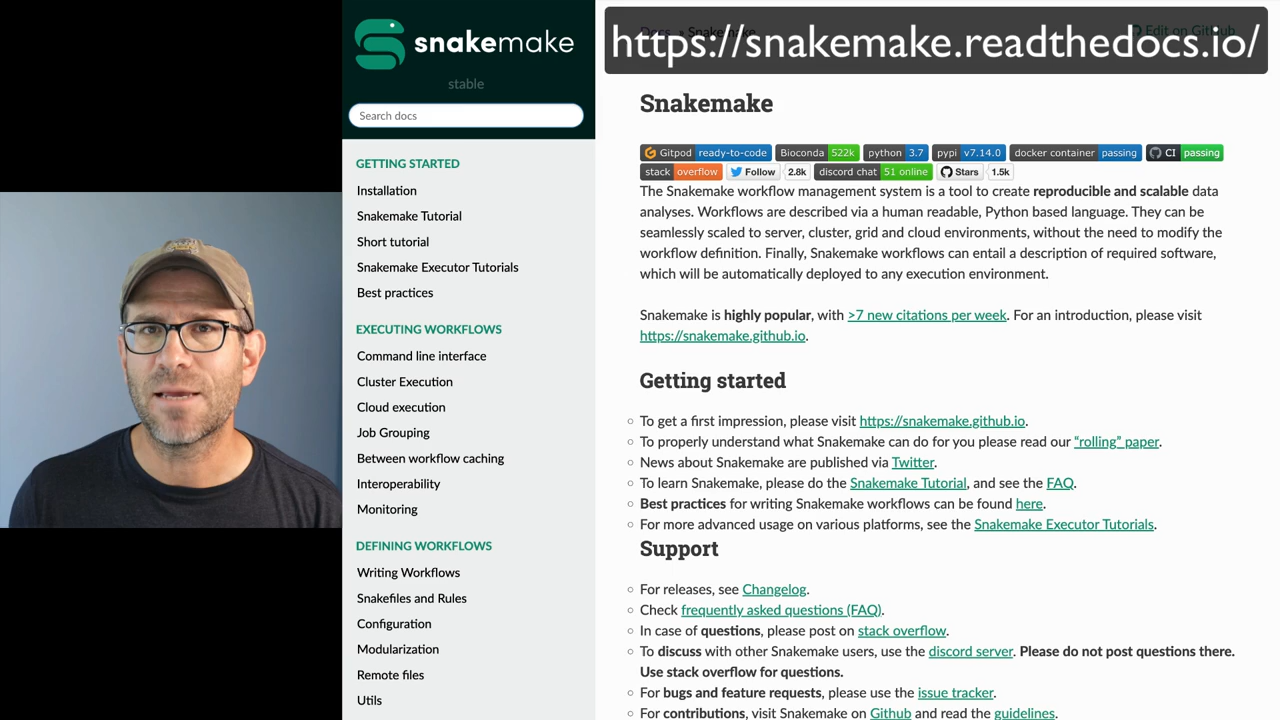 snakemake
stable
Search docs
GETTING STARTED
Installation
Snakemake Tutorial
Short tutorial
Snakemake Executor Tutorials
Best practices
EXECUTING WORKFLOWS
Command line interface
Cluster Execution
Cloud execution
Job Grouping
Between workflow caching
Interoperability
Monitoring
DEFINING WORKFLOWS
Writing Workflows
Snakefiles and Rules
Configuration
Modularization
Remote files
Utils
https://snakemake.readthedocs.io/
Docs » Snakemake
Edit on GitHub
Snakemake
Gitpod ready-to-code Bioconda 522k python 3.7 pypi v7.14.0 docker container passing CI passing
stack overflow Follow 2.8k discord chat 51 online Stars 1.5k
The Snakemake workflow management system is a tool to create reproducible and scalable data
analyses. Workflows are described via a human readable, Python based language. They can be
seamlessly scaled to server, cluster, grid and cloud environments, without the need to modify the
workflow definition. Finally, Snakemake workflows can entail a description of required software,
which will be automatically deployed to any execution environment.
Snakemake is highly popular, with >7 new citations per week. For an introduction, please visit
https://snakemake.github.io.
Getting started
To get a first impression, please visit https://snakemake.github.io.
To properly understand what Snakemake can do for you please read our “rolling” paper.
News about Snakemake are published via Twitter.
To learn Snakemake, please do the Snakemake Tutorial, and see the FAQ.
Best practices for writing Snakemake workflows can be found here.
For more advanced usage on various platforms, see the Snakemake Executor Tutorials.
Support
For releases, see Changelog.
Check frequently asked questions (FAQ).
In case of questions, please post on stack overflow.
To discuss with other Snakemake users, use the discord server. Please do not post questions there.
Use stack overflow for questions.
For bugs and feature requests, please use the issue tracker.
For contributions, visit Snakemake on Github and read the guidelines.